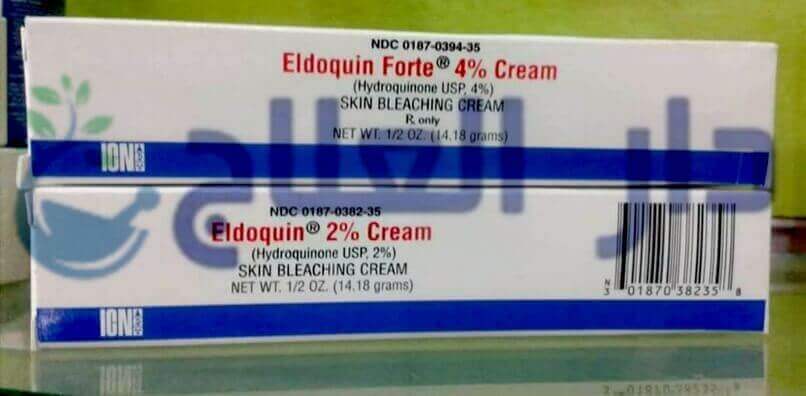 NDC 0187-0394-35
Eldoquin Forte® 4% Cream
(Hydroquinone USP, 4%)
SKIN BLEACHING CREAM
℞ only
NET WT. 1/2 OZ. (14.18 grams)
ICN
دار العلاج
NDC 0187-0382-35
Eldoquin® 2% Cream
(Hydroquinone USP, 2%)
SKIN BLEACHING CREAM
NET WT. 1/2 OZ. (14.18 grams)
ICN
N 3 01870 38235 8